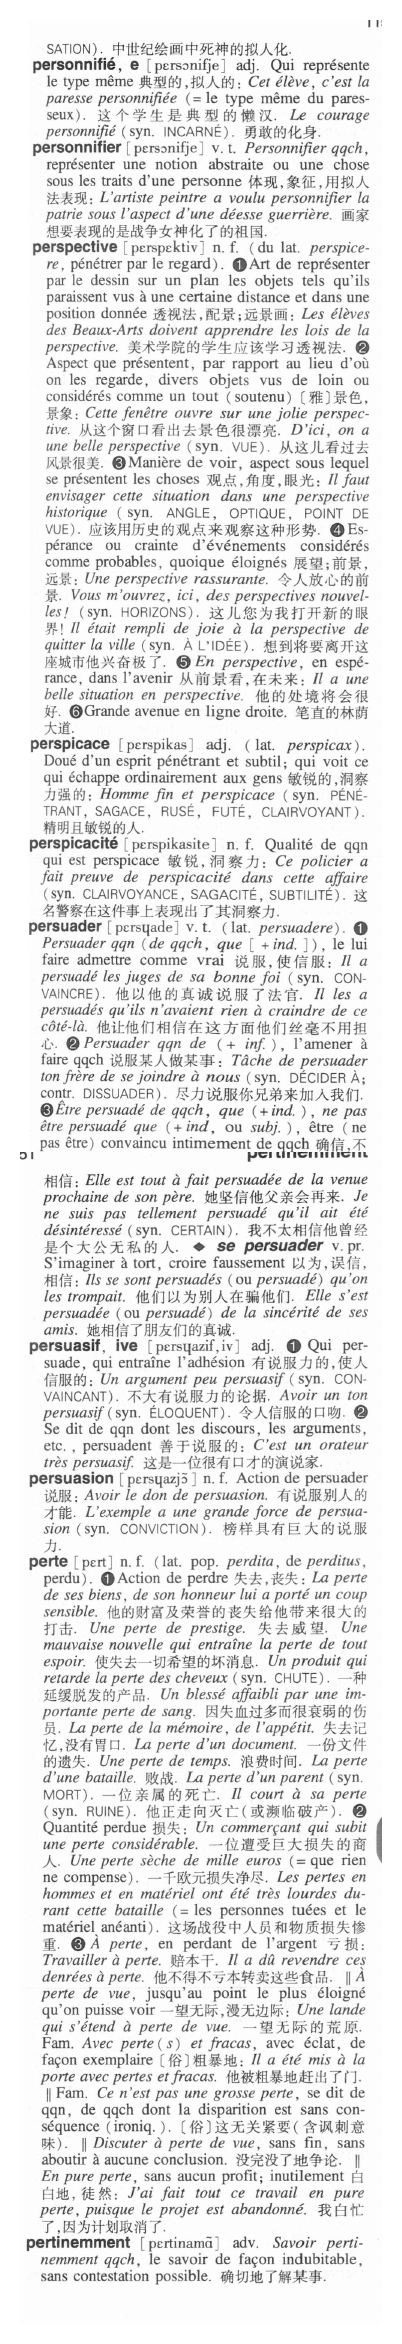 SATION). 中世纪绘画中死神的拟人化.
personnifié, e [pɛrsɔnifje] adj. Qui représente
le type même 典型的,拟人的: Cet élève, c'est la
paresse personnifiée (= le type même du pares-
seux). 这个学生是典型的懒汉. Le courage
personnifié (syn. INCARNÉ). 勇敢的化身.
personnifier [pɛrsɔnifje] v. t. Personnifier qqch,
représenter une notion abstraite ou une chose
sous les traits d'une personne 体现,象征,用拟人
法表现: L'artiste peintre a voulu personnifier la
patrie sous l'aspect d'une déesse guerrière. 画家
想要表现的是战争女神化了的祖国.
perspective [pɛrspɛktiv] n. f. (du lat. perspice-
re, pénétrer par le regard). ❶Art de représenter
par le dessin sur un plan les objets tels qu'ils
paraissent vus à une certaine distance et dans une
position donnée 透视法,配景;远景画: Les élèves
des Beaux-Arts doivent apprendre les lois de la
perspective. 美术学院的学生应该学习透视法. ❷
Aspect que présentent, par rapport au lieu d'où
on les regarde, divers objets vus de loin ou
considérés comme un tout (soutenu) 〔雅〕景色,
景象: Cette fenêtre ouvre sur une jolie perspec-
tive. 从这个窗口看出去景色很漂亮. D'ici, on a
une belle perspective (syn. VUE). 从这儿看过去
风景很美. ❸Manière de voir, aspect sous lequel
se présentent les choses 观点,角度,眼光: Il faut
envisager cette situation dans une perspective
historique (syn. ANGLE, OPTIQUE, POINT DE
VUE). 应该用历史的观点来观察这种形势. ❹Es-
pérance ou crainte d'événements considérés
comme probables, quoique éloignés 展望;前景,
远景: Une perspective rassurante. 令人放心的前
景. Vous m'ouvrez, ici, des perspectives nouvel-
les! (syn. HORIZONS). 这儿您为我打开新的眼
界! Il était rempli de joie à la perspective de
quitter la ville (syn. À L'IDÉE). 想到将要离开这
座城市他兴奋极了. ❺En perspective, en espé-
rance, dans l'avenir 从前景看,在未来: Il a une
belle situation en perspective. 他的处境将会很
好. ❻Grande avenue en ligne droite. 笔直的林荫
大道.
perspicace [pɛrspikas] adj. (lat. perspicax).
Doué d'un esprit pénétrant et subtil; qui voit ce
qui échappe ordinairement aux gens 敏锐的,洞察
力强的: Homme fin et perspicace (syn. PÉNÉ-
TRANT, SAGACE, RUSÉ, FUTÉ, CLAIRVOYANT).
精明且敏锐的人.
perspicacité [pɛrspikasite] n. f. Qualité de qqn
qui est perspicace 敏锐,洞察力: Ce policier a
fait preuve de perspicacité dans cette affaire
(syn. CLAIRVOYANCE, SAGACITÉ, SUBTILITÉ). 这
名警察在这件事上表现出了其洞察力.
persuader [pɛrsɥade] v. t. (lat. persuadere). ❶
Persuader qqn (de qqch, que [+ind.]), le lui
faire admettre comme vrai 说服,使信服: Il a
persuadé les juges de sa bonne foi (syn. CON-
VAINCRE). 他以他的真诚说服了法官. Il les a
persuadés qu'ils n'avaient rien à craindre de ce
côté-là. 他让他们相信在这方面他们丝毫不用担
心. ❷Persuader qqn de (+ inf.), l'amener à
faire qqch 说服某人做某事: Tâche de persuader
ton frère de se joindre à nous (syn. DÉCIDER À;
contr. DISSUADER). 尽力说服你兄弟来加入我们.
❸Être persuadé de qqch, que (+ind.), ne pas
être persuadé que (+ind, ou subj.), être (ne
pas être) convaincu intimement de qqch 确信,不
pertinemment
相信: Elle est tout à fait persuadée de la venue
prochaine de son père. 她坚信他父亲会再来. Je
ne suis pas tellement persuadé qu'il ait été
désintéressé (syn. CERTAIN). 我不太相信他曾经
是个大公无私的人. ◆ se persuader v. pr.
S'imaginer à tort, croire faussement 以为,误信,
相信: Ils se sont persuadés (ou persuadé) qu'on
les trompait. 他们以为别人在骗他们. Elle s'est
persuadée (ou persuadé) de la sincérité de ses
amis. 她相信了朋友们的真诚.
persuasif, ive [pɛrsɥazif,iv] adj. ❶ Qui per-
suade, qui entraîne l'adhésion 有说服力的,使人
信服的: Un argument peu persuasif (syn. CON-
VAINCANT). 不大有说服力的论据. Avoir un ton
persuasif (syn. ÉLOQUENT). 令人信服的口吻. ❷
Se dit de qqn dont les discours, les arguments,
etc., persuadent 善于说服的: C'est un orateur
très persuasif. 这是一位很有口才的演说家.
persuasion [pɛrsɥazjɔ̃] n. f. Action de persuader
说服: Avoir le don de persuasion. 有说服别人的
才能. L'exemple a une grande force de persua-
sion (syn. CONVICTION). 榜样具有巨大的说服
力.
perte [pɛrt] n. f. (lat. pop. perdita, de perditus,
perdu). ❶Action de perdre 失去,丧失: La perte
de ses biens, de son honneur lui a porté un coup
sensible. 他的财富及荣誉的丧失给他带来很大的
打击. Une perte de prestige. 失去威望. Une
mauvaise nouvelle qui entraîne la perte de tout
espoir. 使失去一切希望的坏消息. Un produit qui
retarde la perte des cheveux (syn. CHUTE). 一种
延缓脱发的产品. Un blessé affaibli par une im-
portante perte de sang. 因失血过多而很衰弱的伤
员. La perte de la mémoire, de l'appétit. 失去记
忆,没有胃口. La perte d'un document. 一份文件
的遗失. Une perte de temps. 浪费时间. La perte
d'une bataille. 败战. La perte d'un parent (syn.
MORT). 一位亲属的死亡. Il court à sa perte
(syn. RUINE). 他正走向灭亡(或濒临破产). ❷
Quantité perdue 损失: Un commerçant qui subit
une perte considérable. 一位遭受巨大损失的商
人. Une perte sèche de mille euros (= que rien
ne compense). 一千欧元损失净尽. Les pertes en
hommes et en matériel ont été très lourdes du-
rant cette bataille (= les personnes tuées et le
matériel anéanti). 这场战役中人员和物质损失惨
重. ❸ À perte, en perdant de l'argent 亏损:
Travailler à perte. 赔本干. Il a dû revendre ces
denrées à perte. 他不得不亏本转卖这些食品. ‖ À
perte de vue, jusqu'au point le plus éloigné
qu'on puisse voir 一望无际,漫无边际: Une lande
qui s'étend à perte de vue. 一望无际的荒原.
Fam. Avec perte(s) et fracas, avec éclat, de
façon exemplaire 〔俗〕粗暴地: Il a été mis à la
porte avec pertes et fracas. 他被粗暴地赶出了门.
‖ Fam. Ce n'est pas une grosse perte, se dit de
qqn, de qqch dont la disparition est sans con-
séquence (ironiq.). 〔俗〕这无关紧要(含讽刺意
味). ‖ Discuter à perte de vue, sans fin, sans
aboutir à aucune conclusion. 没完没了地争论. ‖
En pure perte, sans aucun profit; inutilement 白
白地,徒然: J'ai fait tout ce travail en pure
perte, puisque le projet est abandonné. 我白忙
了,因为计划取消了.
pertinemment [pɛrtinamɑ̃] adv. Savoir perti-
nemment qqch, le savoir de façon indubitable,
sans contestation possible. 确切地了解某事.